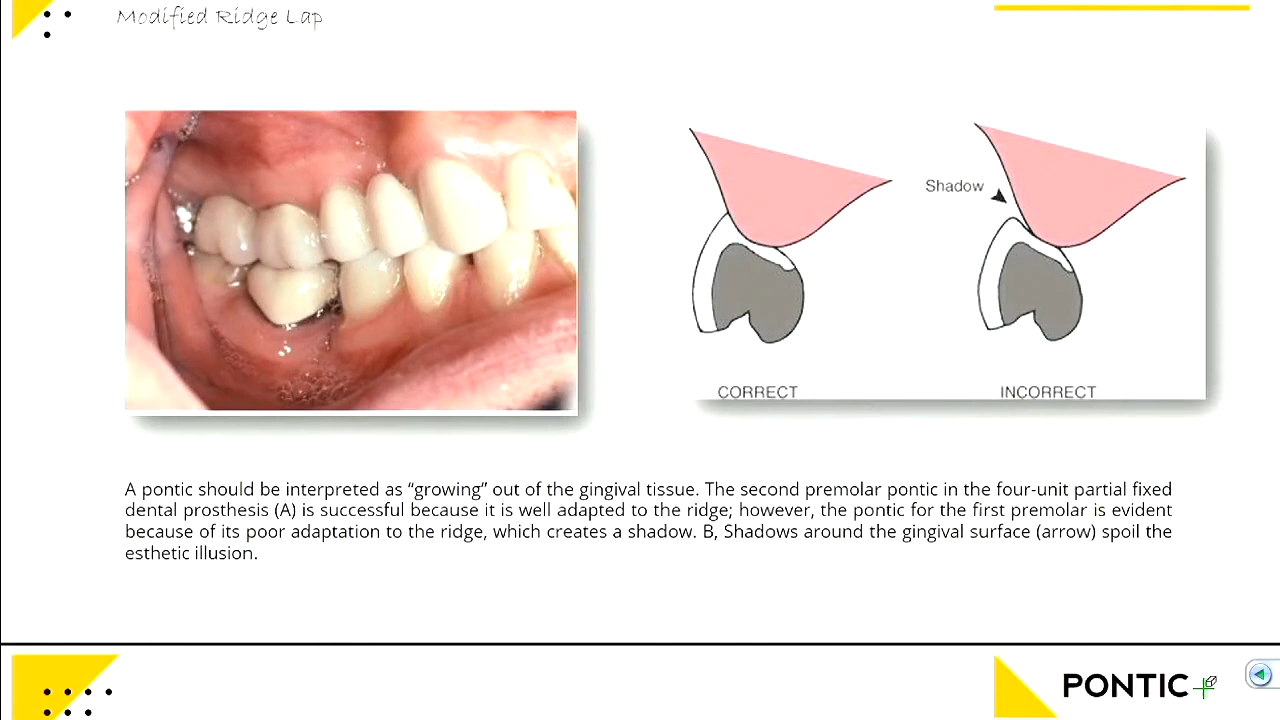 Modified Ridge Lap
Shadow
CORRECT
INCORRECT
A pontic should be interpreted as “growing” out of the gingival tissue. The second premolar pontic in the four-unit partial fixed
dental prosthesis (A) is successful because it is well adapted to the ridge; however, the pontic for the first premolar is evident
because of its poor adaptation to the ridge, which creates a shadow. B, Shadows around the gingival surface (arrow) spoil the
esthetic illusion.
PONTIC